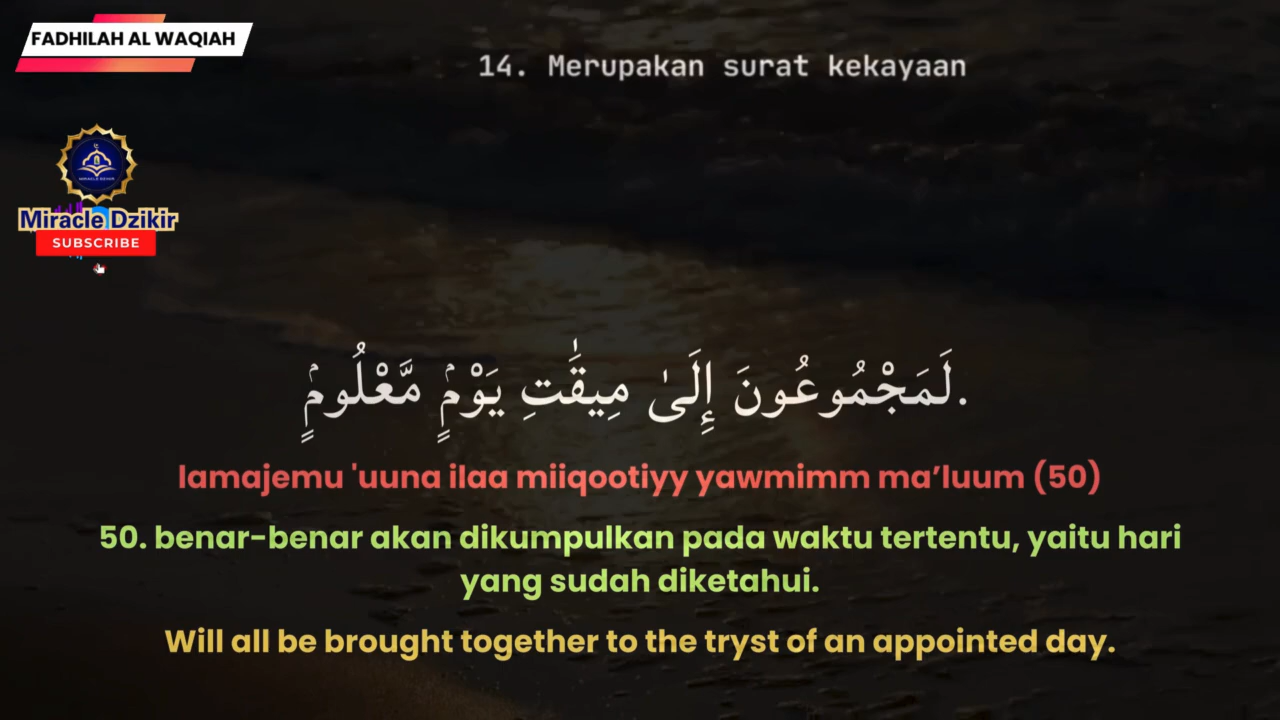 FADHILAH AL WAQIAH
14. Merupakan surat kekayaan
Miracle Dzikir
SUBSCRIBE
لَمَجْمُوعُونَ إِلَىٰ مِيقَٰتِ يَوْمٍۢ مَّعْلُومٍۢ.
lamajemu 'uuna ilaa miiqootiyy yawmimm ma’luum (50)
50. benar-benar akan dikumpulkan pada waktu tertentu, yaitu hari
yang sudah diketahui.
Will all be brought together to the tryst of an appointed day.